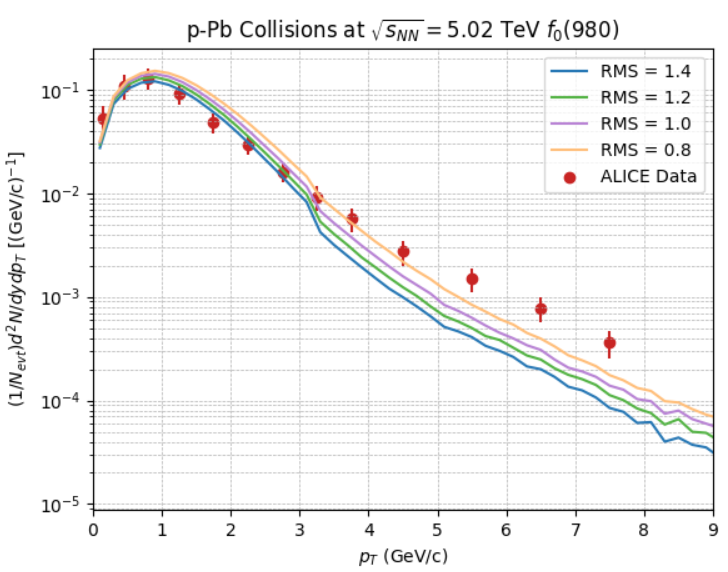 p-Pb Collisions at √s_NN = 5.02 TeV f₀(980)
RMS = 1.4
RMS = 1.2
RMS = 1.0
RMS = 0.8
ALICE Data
(1/N_evt)d²N/dydp_T [(GeV/c)⁻¹]
10⁻¹
10⁻²
10⁻³
10⁻⁴
10⁻⁵
0 1 2 3 4 5 6 7 8 9
p_T (GeV/c)